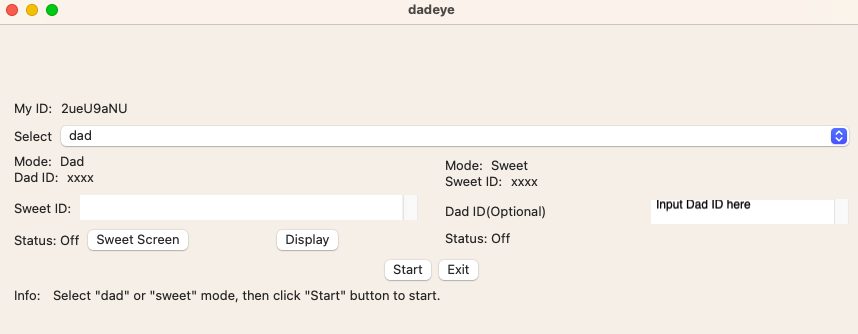 dadeye
My ID: 2ueU9aNU
Select dad
Mode: Dad
Dad ID: xxxx
Sweet ID:
Status: Off Sweet Screen Display
Mode: Sweet
Sweet ID: xxxx
Dad ID(Optional) Input Dad ID here
Status: Off
Start Exit
Info: Select "dad" or "sweet" mode, then click "Start" button to start.